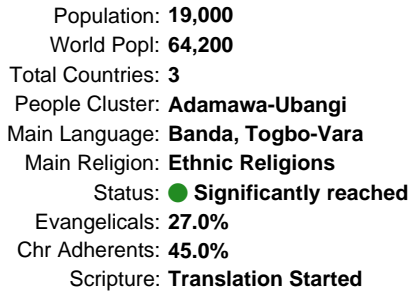 Population: 19,000
World Popl: 64,200
Total Countries: 3
People Cluster: Adamawa-Ubangi
Main Language: Banda, Togbo-Vara
Main Religion: Ethnic Religions
Status: Significantly reached
Evangelicals: 27.0%
Chr Adherents: 45.0%
Scripture: Translation Started